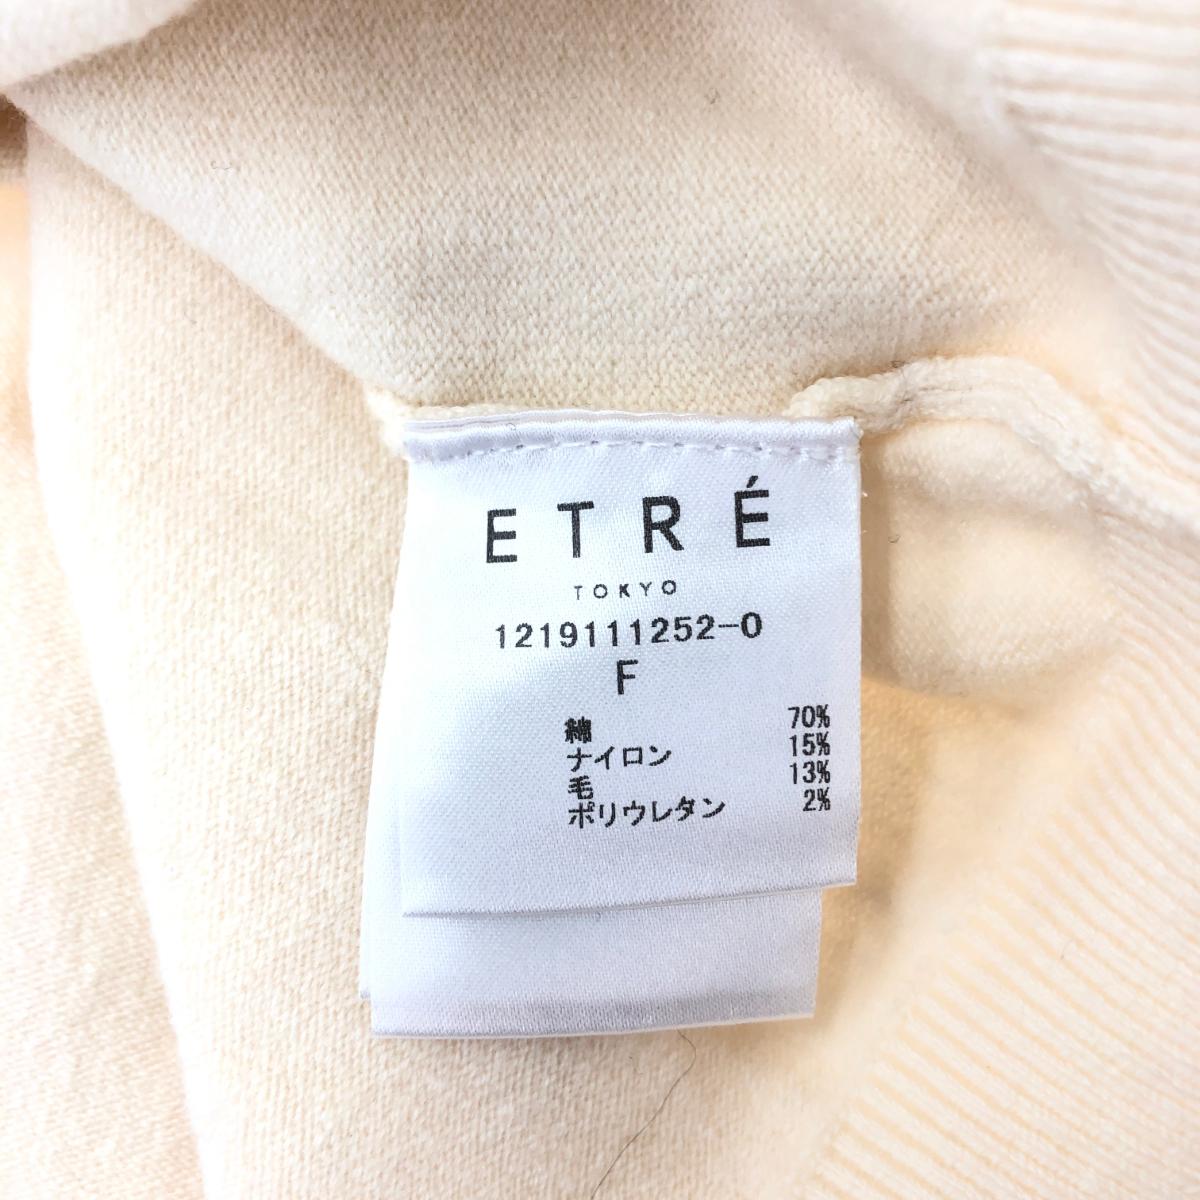 ETRÉ
TOKYO
1219111252-0
F
綿 70%
ナイロン 15%
毛 13%
ポリウレタン 2%